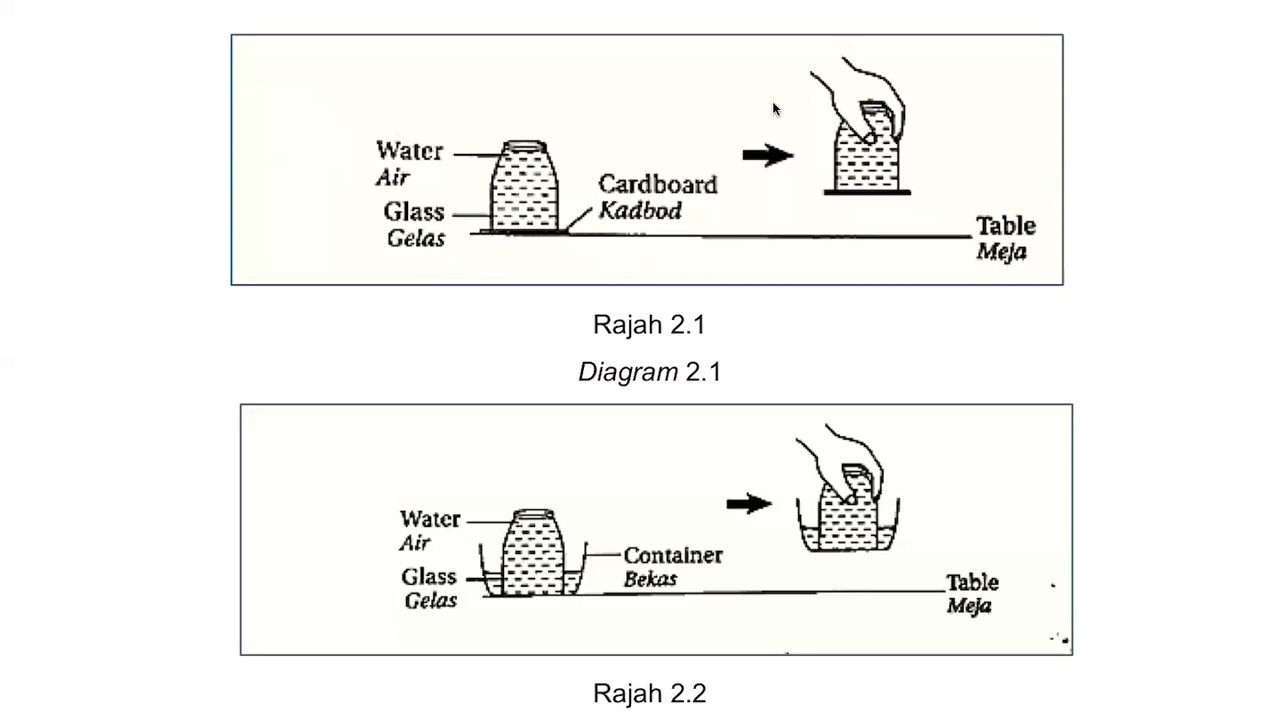 Water
Air
Glass
Gelas
Cardboard
Kadbod
Table
Meja
Rajah 2.1
Diagram 2.1
Water
Air
Glass
Gelas
Container
Bekas
Table
Meja
Rajah 2.2